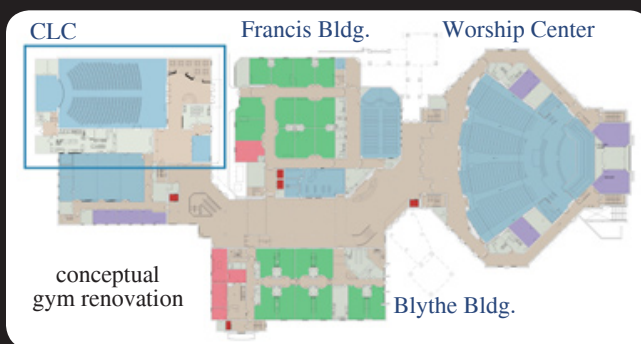 CLC
Francis Bldg.
Worship Center
conceptual
gym renovation
Blythe Bldg.